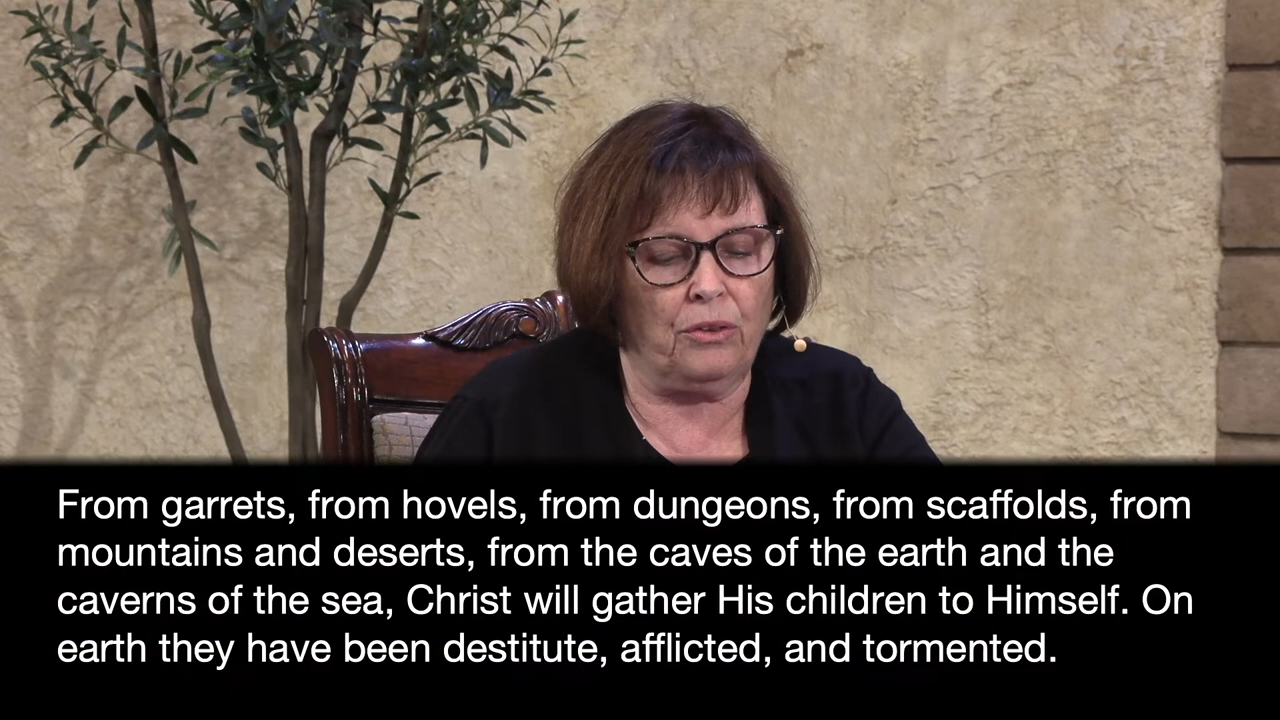 From garrets, from hovels, from dungeons, from scaffolds, from
mountains and deserts, from the caves of the earth and the
caverns of the sea, Christ will gather His children to Himself. On
earth they have been destitute, afflicted, and tormented.